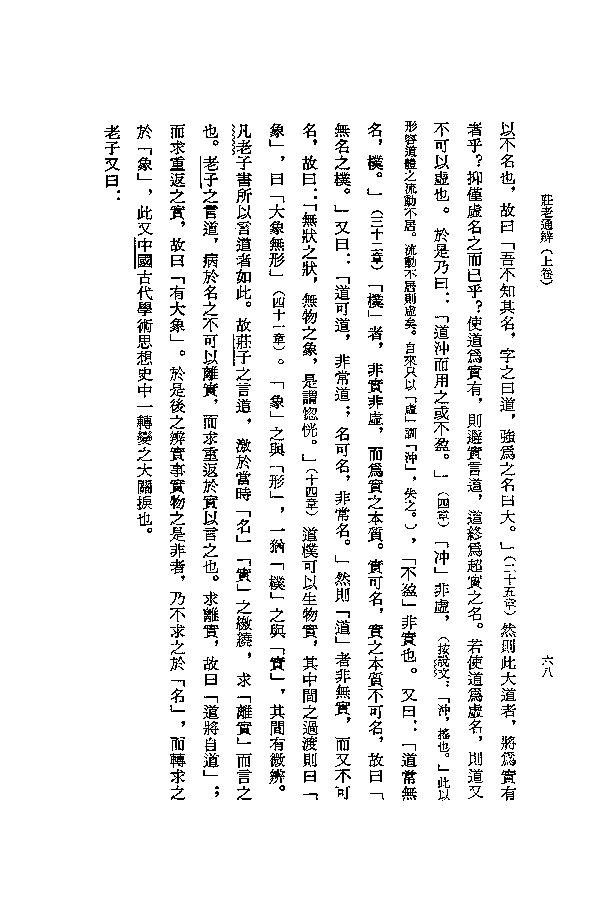 莊老通辨（上卷）
六八
以不名也，故曰「吾不知其名，字之曰道，強爲之名曰大。」（二十五章）然則此大道者，將爲實有
者乎？抑僅虛名之而已乎？使道爲實有，則遯實言道，道終爲超實之名。若使道爲虛名，則道又
不可以虛也。於是乃曰：「道沖而用之或不盈。」（四章）「沖」非虛，（按說文：「沖，搖也。」此以
形容道體之流動不居。流動不居則虛矣。自來只以「虛」訓「沖」，失之。），「不盈」非實也。又曰：「道常無
名，樸。」（三十二章）「樸」者，非實非虛，而爲實之本質。實可名，實之本質不可名，故曰「
無名之樸。」又曰：「道可道，非常道；名可名，非常名。」然則「道」者非無實，而又不可
名，故曰：「無狀之狀，無物之象，是謂惚恍。」（十四章）道樸可以生物實，其中間之過渡則曰「
象」，曰「大象無形」（四十一章）。「象」之與「形」，一猶「樸」之與「實」，其間有微辨。
凡老子書所以言道者如此。故莊子之言道，激於當時「名」「實」之繳繞，求「離實」而言之
也。老子之言道，病於名之不可以離實，而求重返於實以言之也。求離實，故曰「道將自道」；
而求重返之實，故曰「有大象」。於是後之辨實事實物之是非者，乃不求之於「名」，而轉求之
於「象」，此又中國古代學術思想史中一轉變之大關捩也。
老子又曰：